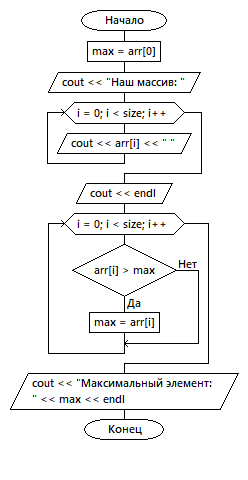 Начало
max = arr[0]
cout << "Наш массив: "
i = 0; i < size; i++
cout << arr[i] << " "
cout << endl
i = 0; i < size; i++
arr[i] > max
Нет
Да
max = arr[i]
cout << "Максимальный элемент:
" << max << endl
Конец